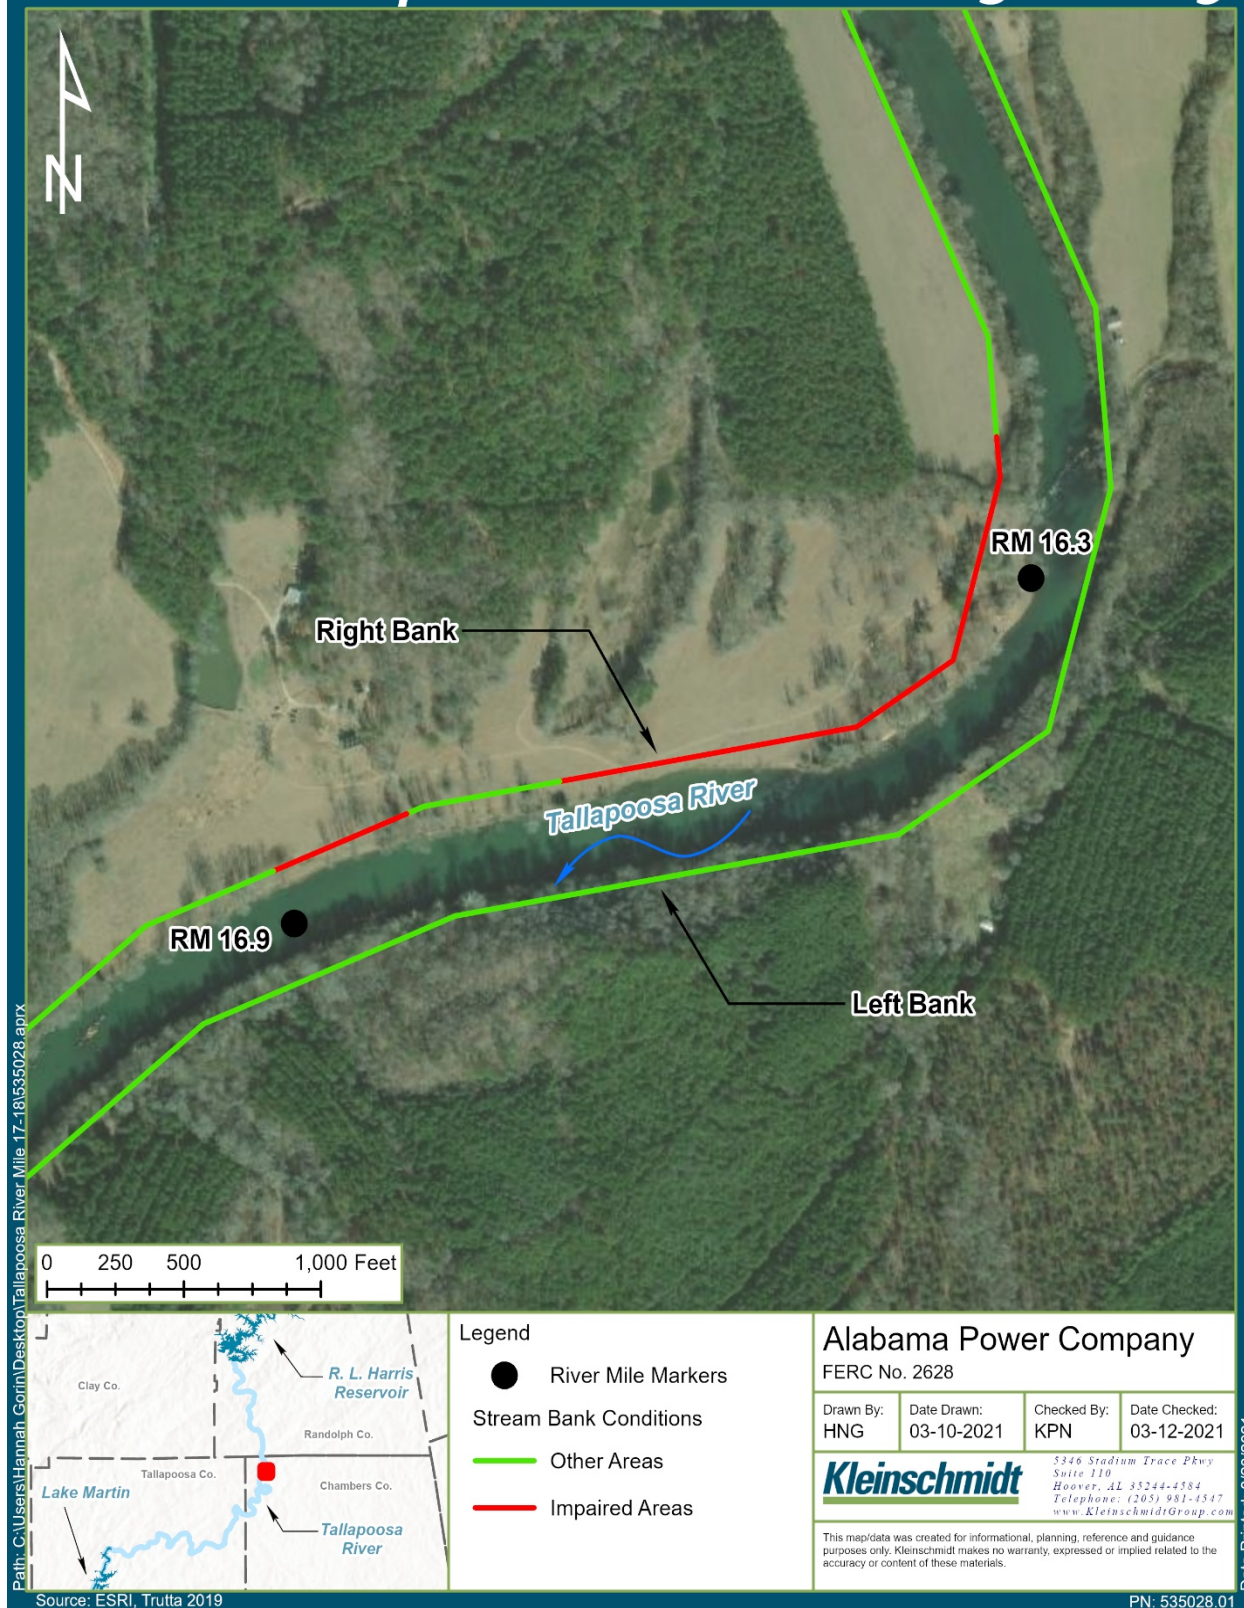 N
RM 16.3
Right Bank
Tallapoosa River
RM 16.9
Left Bank
0 250 500 1,000 Feet
Path: C:\Users\Hannah Gorin\Desktop\Tallapoosa River Mile 17-18\535028.aprx
Clay Co.
R. L. Harris
Reservoir
Randolph Co.
Tallapoosa Co.
Chambers Co.
Lake Martin
Tallapoosa
River
Legend
River Mile Markers
Stream Bank Conditions
Other Areas
Impaired Areas
Alabama Power Company
FERC No. 2628
Drawn By: Date Drawn: Checked By: Date Checked:
HNG 03-10-2021 KPN 03-12-2021
Kleinschmidt
5346 Stadium Trace Pkwy
Suite 110
Hoover, AL 35244-4584
Telephone: (205) 981-4547
www.KleinschmidtGroup.com
This map/data was created for informational, planning, reference and guidance
purposes only. Kleinschmidt makes no warranty, expressed or implied related to the
accuracy or content of these materials.
Source: ESRI, Trutta 2019
PN: 535028.01